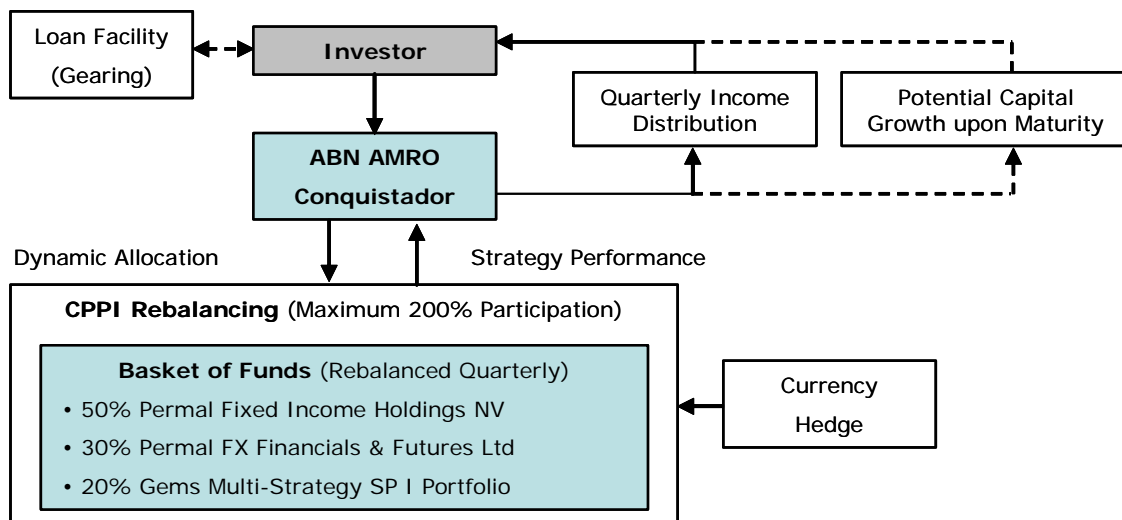 Loan Facility
(Gearing)
Investor
Quarterly Income
Distribution
Potential Capital
Growth upon Maturity
ABN AMRO
Conquistador
Dynamic Allocation
Strategy Performance
CPPI Rebalancing (Maximum 200% Participation)
Basket of Funds (Rebalanced Quarterly)
• 50% Permal Fixed Income Holdings NV
• 30% Permal FX Financials & Futures Ltd
• 20% Gems Multi-Strategy SP I Portfolio
Currency
Hedge